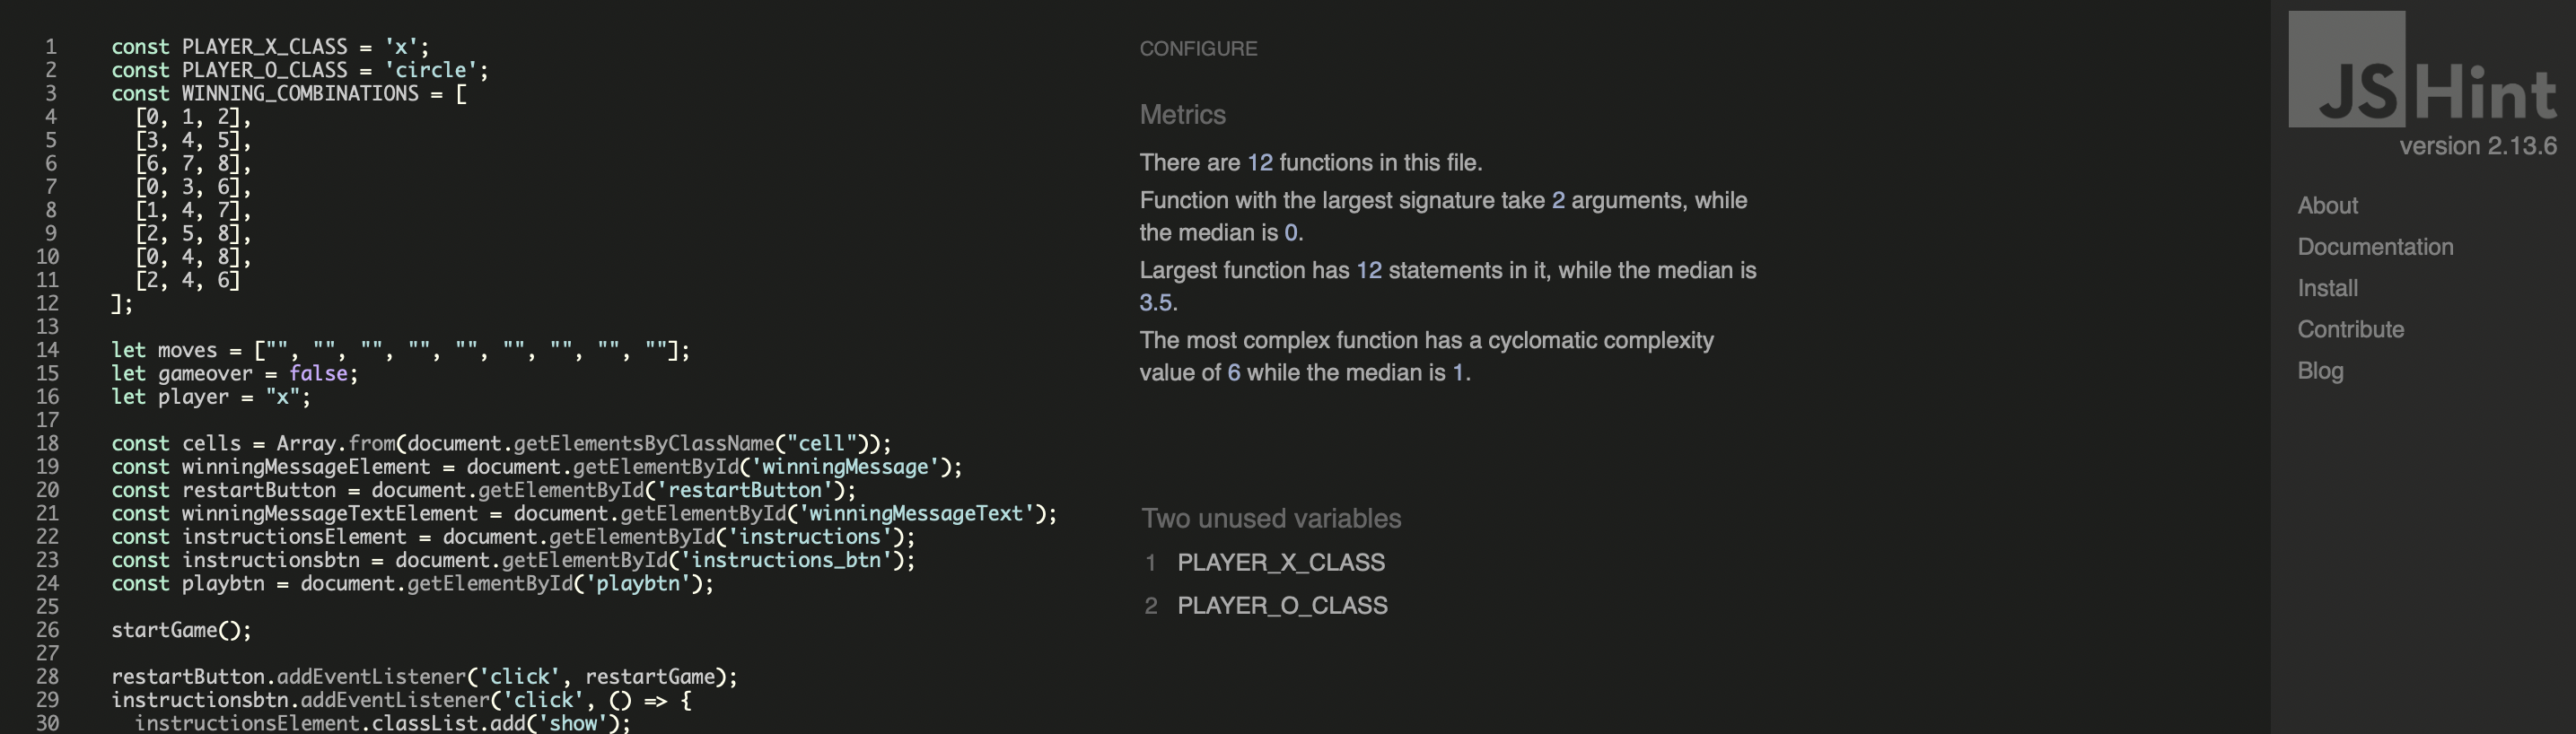 1 const PLAYER_X_CLASS = 'x';
2 const PLAYER_O_CLASS = 'circle';
3 const WINNING_COMBINATIONS = [
4 [0, 1, 2],
5 [3, 4, 5],
6 [6, 7, 8],
7 [0, 3, 6],
8 [1, 4, 7],
9 [2, 5, 8],
10 [0, 4, 8],
11 [2, 4, 6]
12 ];
13
14 let moves = ["", "", "", "", "", "", "", "", ""];
15 let gameover = false;
16 let player = "x";
17
18 const cells = Array.from(document.getElementsByClassName("cell"));
19 const winningMessageElement = document.getElementById('winningMessage');
20 const restartButton = document.getElementById('restartButton');
21 const winningMessageTextElement = document.getElementById('winningMessageText');
22 const instructionsElement = document.getElementById('instructions');
23 const instructionsbtn = document.getElementById('instructions_btn');
24 const playbtn = document.getElementById('playbtn');
25
26 startGame();
27
28 restartButton.addEventListener('click', restartGame);
29 instructionsbtn.addEventListener('click', () => {
30 instructionsElement.classList.add('show');
CONFIGURE
Metrics
There are 12 functions in this file.
Function with the largest signature take 2 arguments, while
the median is 0.
Largest function has 12 statements in it, while the median is
3.5.
The most complex function has a cyclomatic complexity
value of 6 while the median is 1.
Two unused variables
1 PLAYER_X_CLASS
2 PLAYER_O_CLASS
JSHint
version 2.13.6
About
Documentation
Install
Contribute
Blog